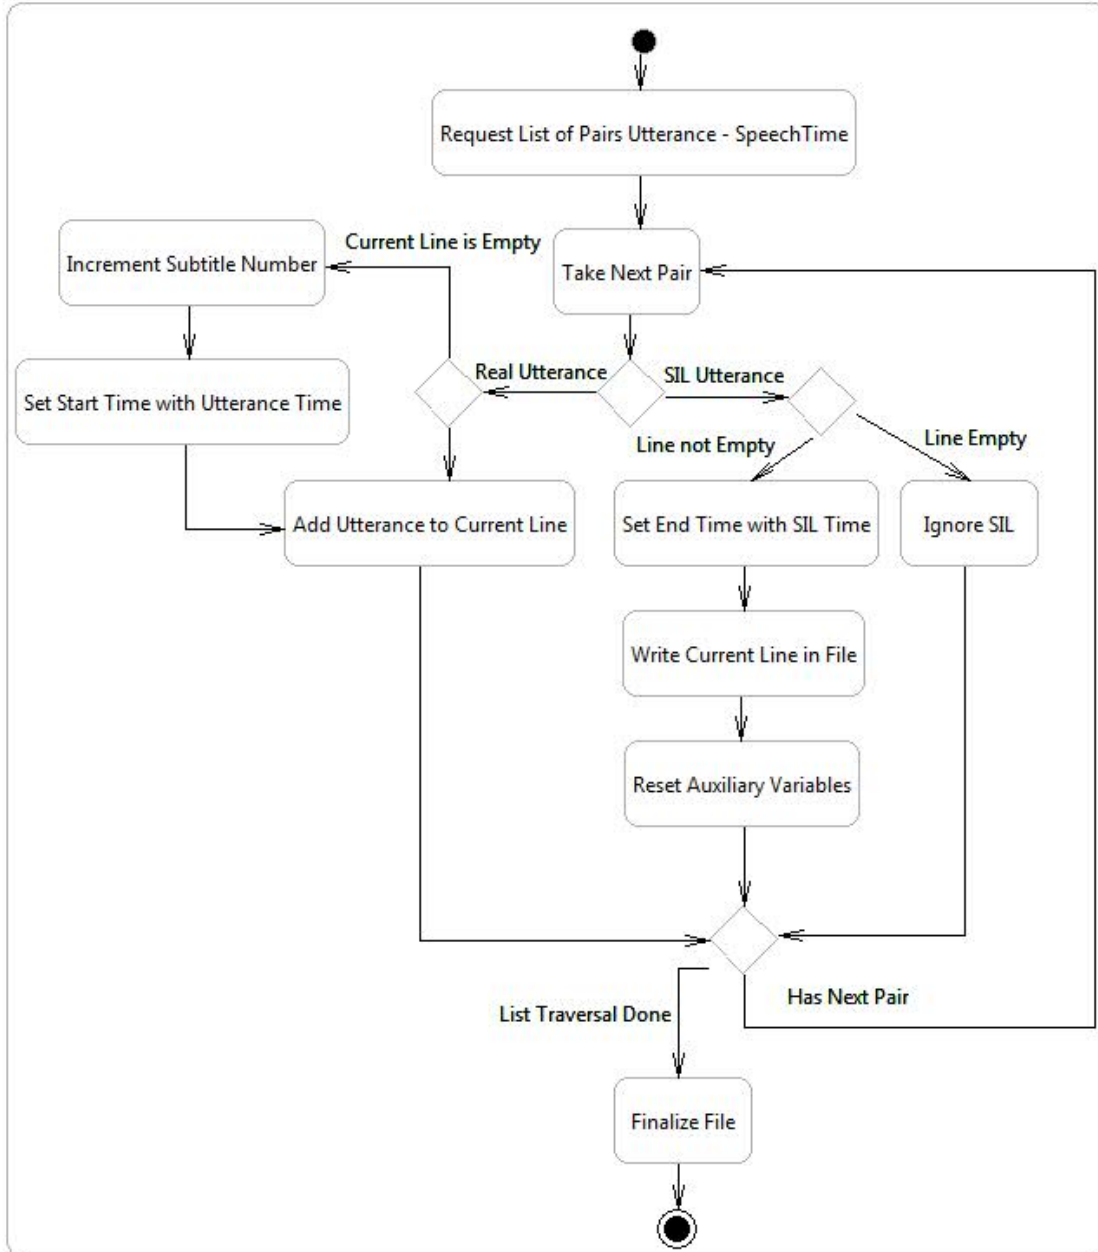 Request List of Pairs Utterance - SpeechTime
Current Line is Empty
Increment Subtitle Number
Take Next Pair
Real Utterance
SIL Utterance
Set Start Time with Utterance Time
Line not Empty
Line Empty
Add Utterance to Current Line
Set End Time with SIL Time
Ignore SIL
Write Current Line in File
Reset Auxiliary Variables
Has Next Pair
List Traversal Done
Finalize File